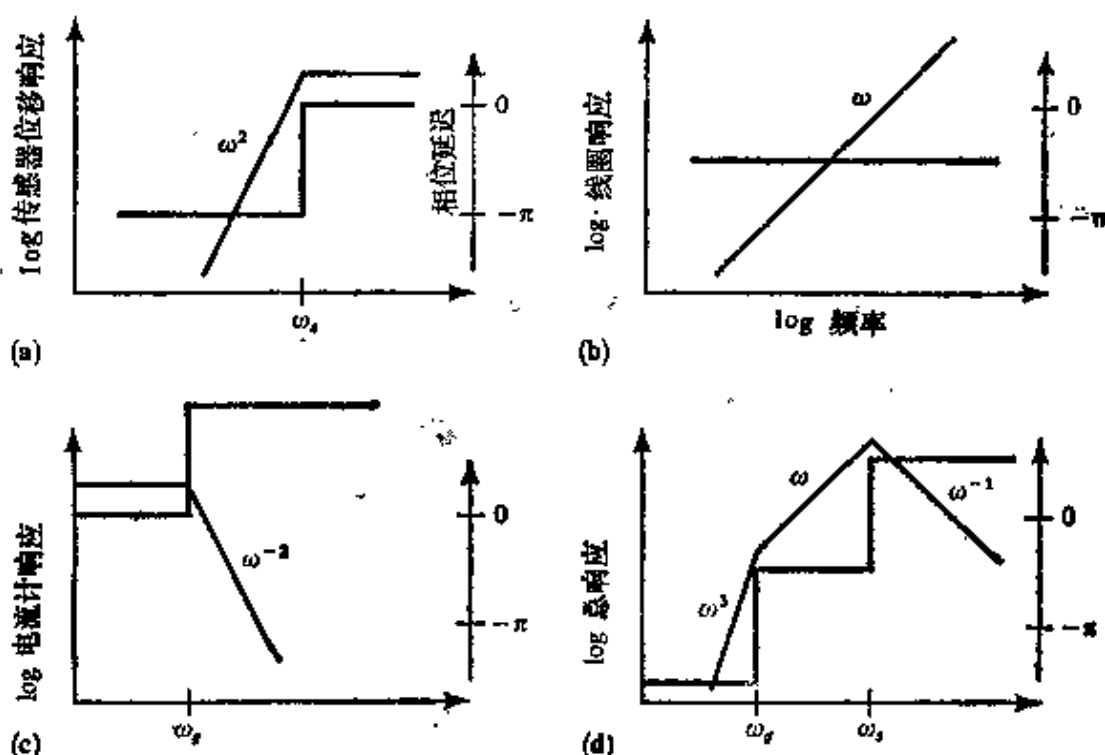 log 传感器位移响应
ω²
相位延迟
0
-π
ωₛ
(a)
log 线圈响应
ω
0
-π
log 频率
(b)
log 电流计响应
ω⁻²
0
-π
ω_g
(c)
log 总响应
ω³
ω
ω⁻¹
0
-π
ω_g
ωₛ
(d)